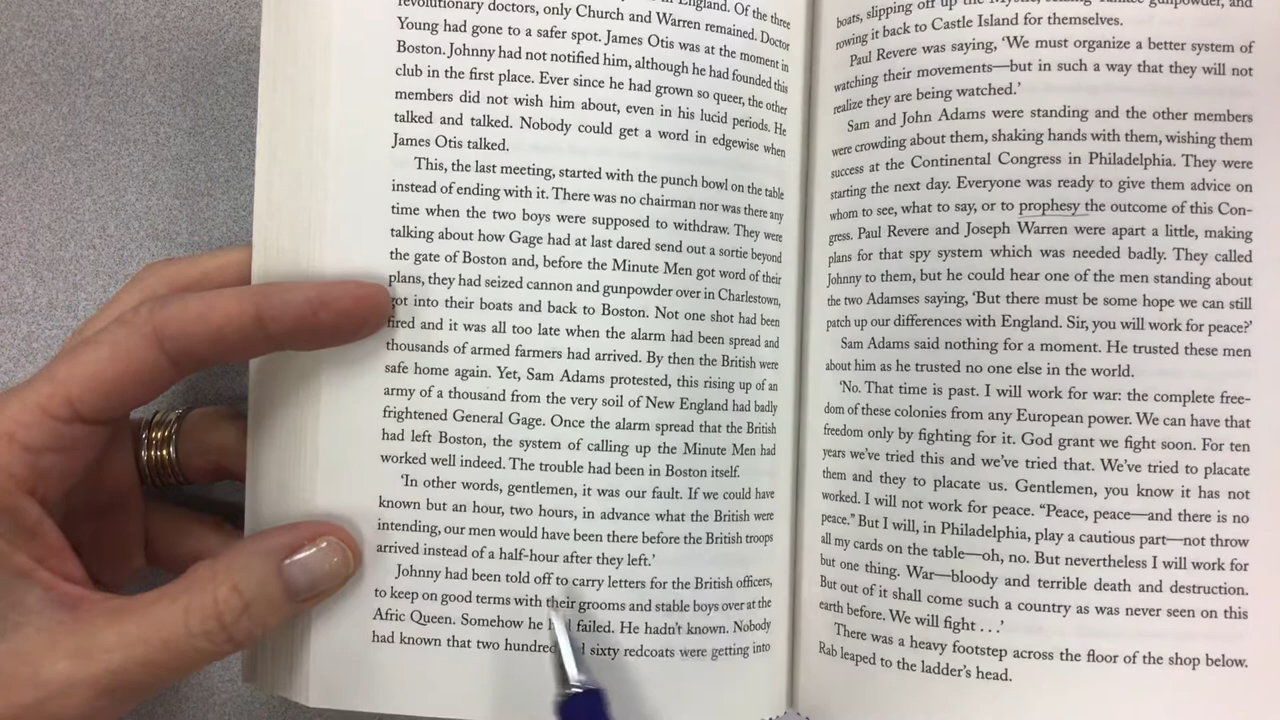 in England. Of the three
revolutionary doctors, only Church and Warren remained. Doctor
Young had gone to a safer spot. James Otis was at the moment in
Boston. Johnny had not notified him, although he had founded this
club in the first place. Ever since he had grown so queer, the other
members did not wish him about, even in his lucid periods. He
talked and talked. Nobody could get a word in edgewise when
James Otis talked.
This, the last meeting, started with the punch bowl on the table
instead of ending with it. There was no chairman nor was there any
time when the two boys were supposed to withdraw. They were
talking about how Gage had at last dared send out a sortie beyond
the gate of Boston and, before the Minute Men got word of their
plans, they had seized cannon and gunpowder over in Charlestown,
got into their boats and back to Boston. Not one shot had been
fired and it was all too late when the alarm had been spread and
thousands of armed farmers had arrived. By then the British were
safe home again. Yet, Sam Adams protested, this rising up of an
army of a thousand from the very soil of New England had badly
frightened General Gage. Once the alarm spread that the British
had left Boston, the system of calling up the Minute Men had
worked well indeed. The trouble had been in Boston itself.
‘In other words, gentlemen, it was our fault. If we could have
known but an hour, two hours, in advance what the British were
intending, our men would have been there before the British troops
arrived instead of a half-hour after they left.’
Johnny had been told off to carry letters for the British officers,
to keep on good terms with their grooms and stable boys over at the
Afric Queen. Somehow he failed. He hadn’t known. Nobody
had known that two hundred sixty redcoats were getting into
boats, slipping off up the Mystic, gunpowder, and
rowing it back to Castle Island for themselves.
Paul Revere was saying, ‘We must organize a better system of
watching their movements—but in such a way that they will not
realize they are being watched.’
Sam and John Adams were standing and the other members
were crowding about them, shaking hands with them, wishing them
success at the Continental Congress in Philadelphia. They were
starting the next day. Everyone was ready to give them advice on
whom to see, what to say, or to prophesy the outcome of this Con-
gress. Paul Revere and Joseph Warren were apart a little, making
plans for that spy system which was needed badly. They called
Johnny to them, but he could hear one of the men standing about
the two Adamses saying, ‘But there must be some hope we can still
patch up our differences with England. Sir, you will work for peace?’
Sam Adams said nothing for a moment. He trusted these men
about him as he trusted no one else in the world.
‘No. That time is past. I will work for war: the complete free-
dom of these colonies from any European power. We can have that
freedom only by fighting for it. God grant we fight soon. For ten
years we’ve tried this and we’ve tried that. We’ve tried to placate
them and they to placate us. Gentlemen, you know it has not
worked. I will not work for peace. “Peace, peace—and there is no
peace.” But I will, in Philadelphia, play a cautious part—not throw
all my cards on the table—oh, no. But nevertheless I will work for
but one thing. War—bloody and terrible death and destruction.
But out of it shall come such a country as was never seen on this
earth before. We will fight . . .’
There was a heavy footstep across the floor of the shop below.
Rab leaped to the ladder’s head.